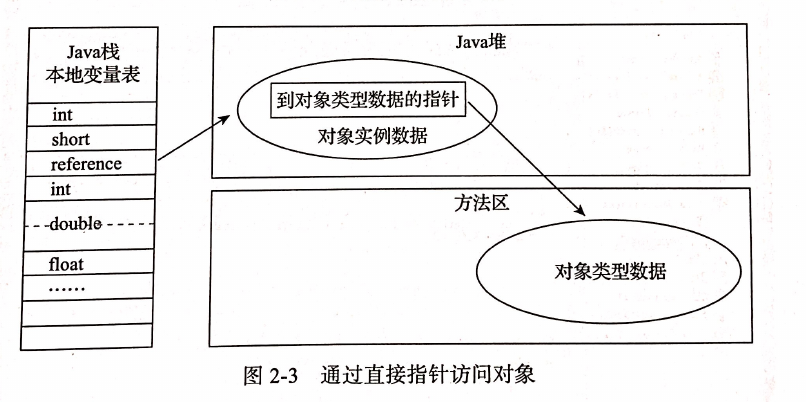 Java栈
本地变量表
int
short
reference
int
double
float
……
Java堆
到对象类型数据的指针
对象实例数据
方法区
对象类型数据
图 2-3 通过直接指针访问对象